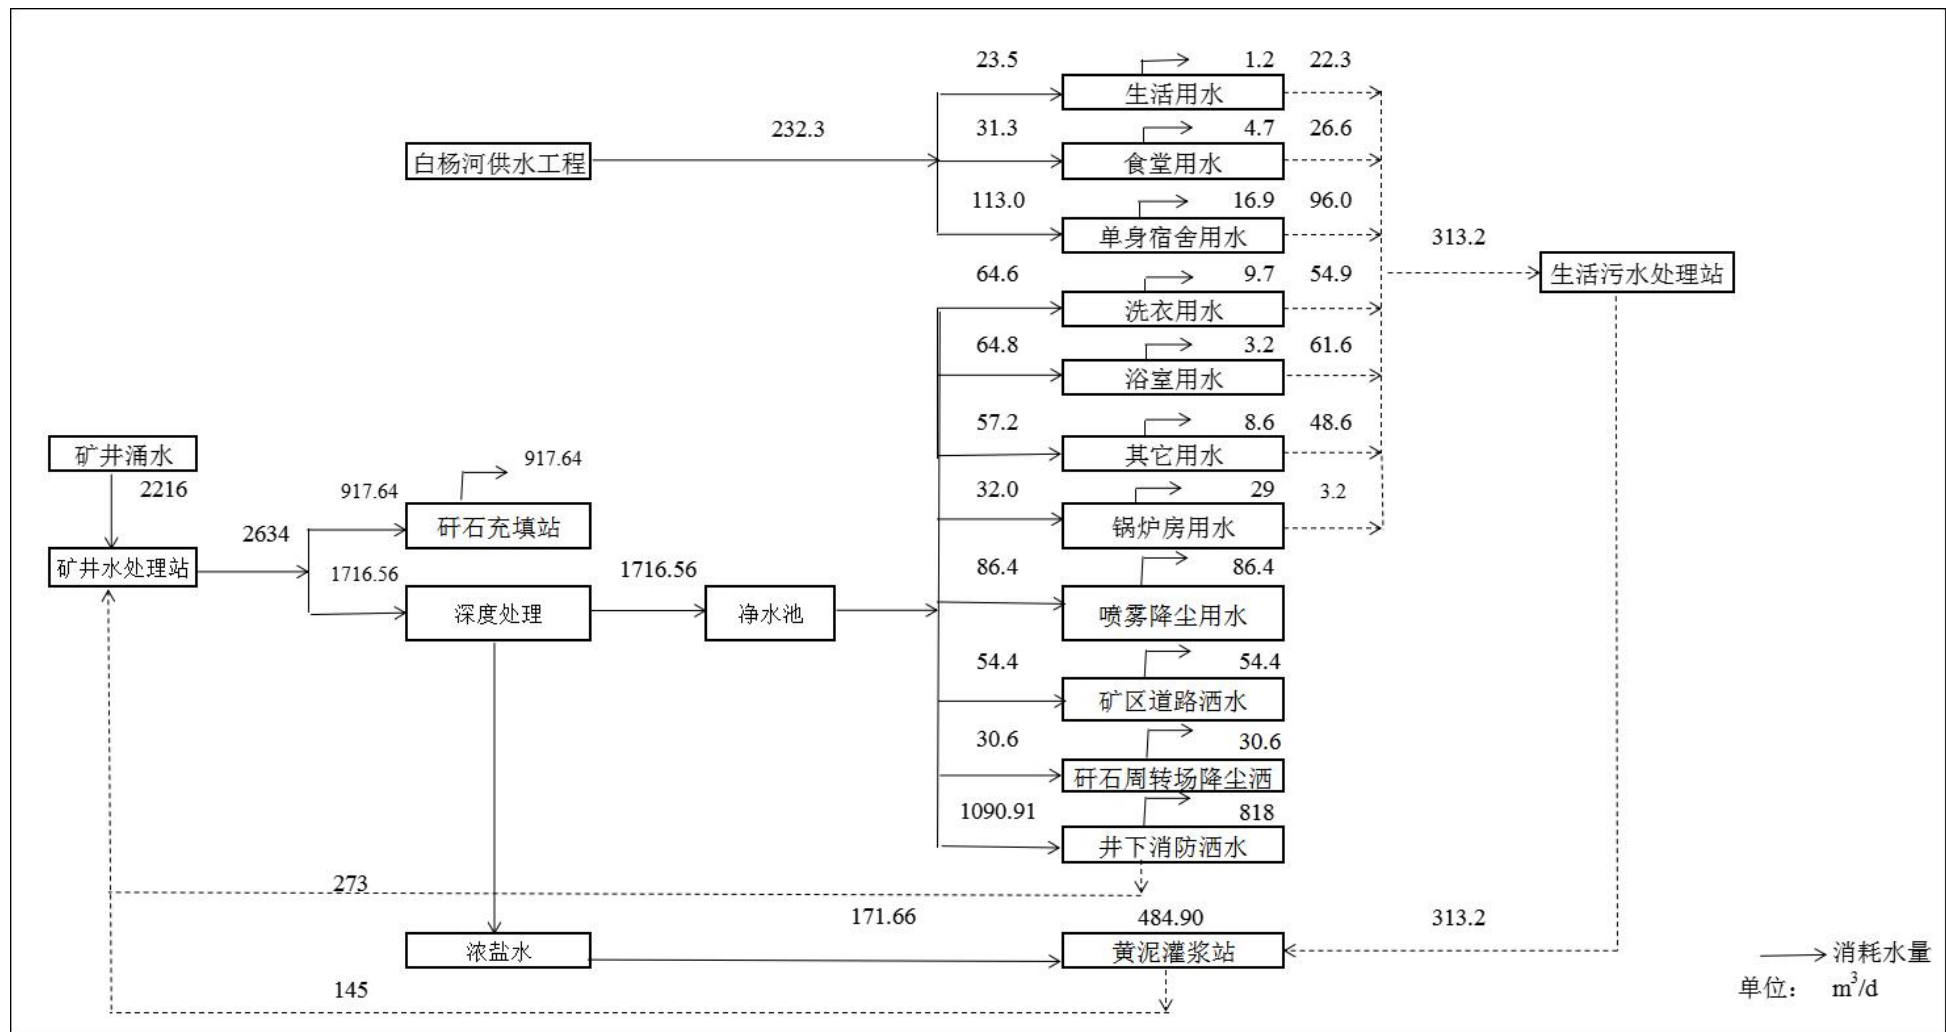 23.5 1.2 22.3
生活用水
232.3 31.3 4.7 26.6
白杨河供水工程 食堂用水
113.0 16.9 96.0
单身宿舍用水 313.2
生活污水处理站
64.6 9.7 54.9
洗衣用水
64.8 3.2 61.6
浴室用水
57.2 8.6 48.6
矿井涌水 917.64 其它用水
2216 917.64 32.0 29 3.2
2634 矸石充填站 锅炉房用水
矿井水处理站 1716.56 1716.56 86.4 86.4
深度处理 净水池 喷雾降尘用水
54.4 54.4
矿区道路洒水
30.6 30.6
矸石周转场降尘洒
1090.91 818
井下消防洒水
273
171.66 484.90 313.2
浓盐水 黄泥灌浆站 消耗水量
145 单位： m³/d